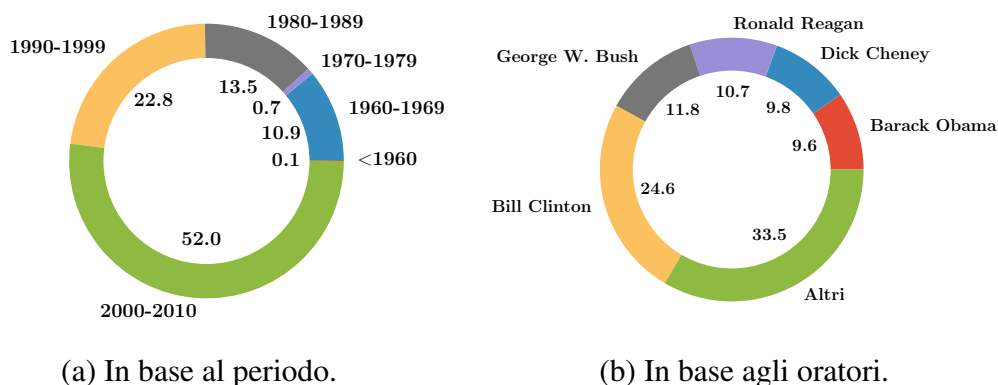 1980-1989
1990-1999
1970-1979
13.5
22.8
0.7
1960-1969
10.9
0.1
<1960
52.0
2000-2010
(a) In base al periodo.
Ronald Reagan
George W. Bush
Dick Cheney
10.7
11.8
9.8
Barack Obama
9.6
24.6
Bill Clinton
33.5
Altri
(b) In base agli oratori.